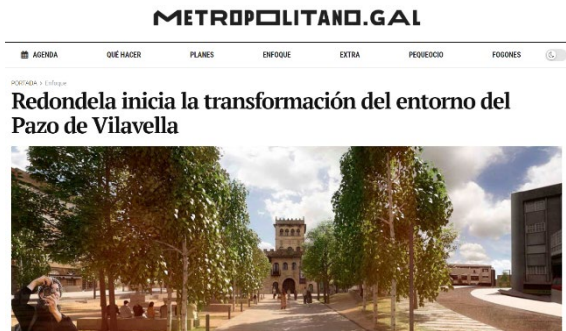 METROPOLITANO.GAL
AGENDA QUÉ HACER PLANES ENFOQUE EXTRA PEQUEOCIO FOGONES
PORTADA > Enfoque
Redondela inicia la transformación del entorno del
Pazo de Vilavella